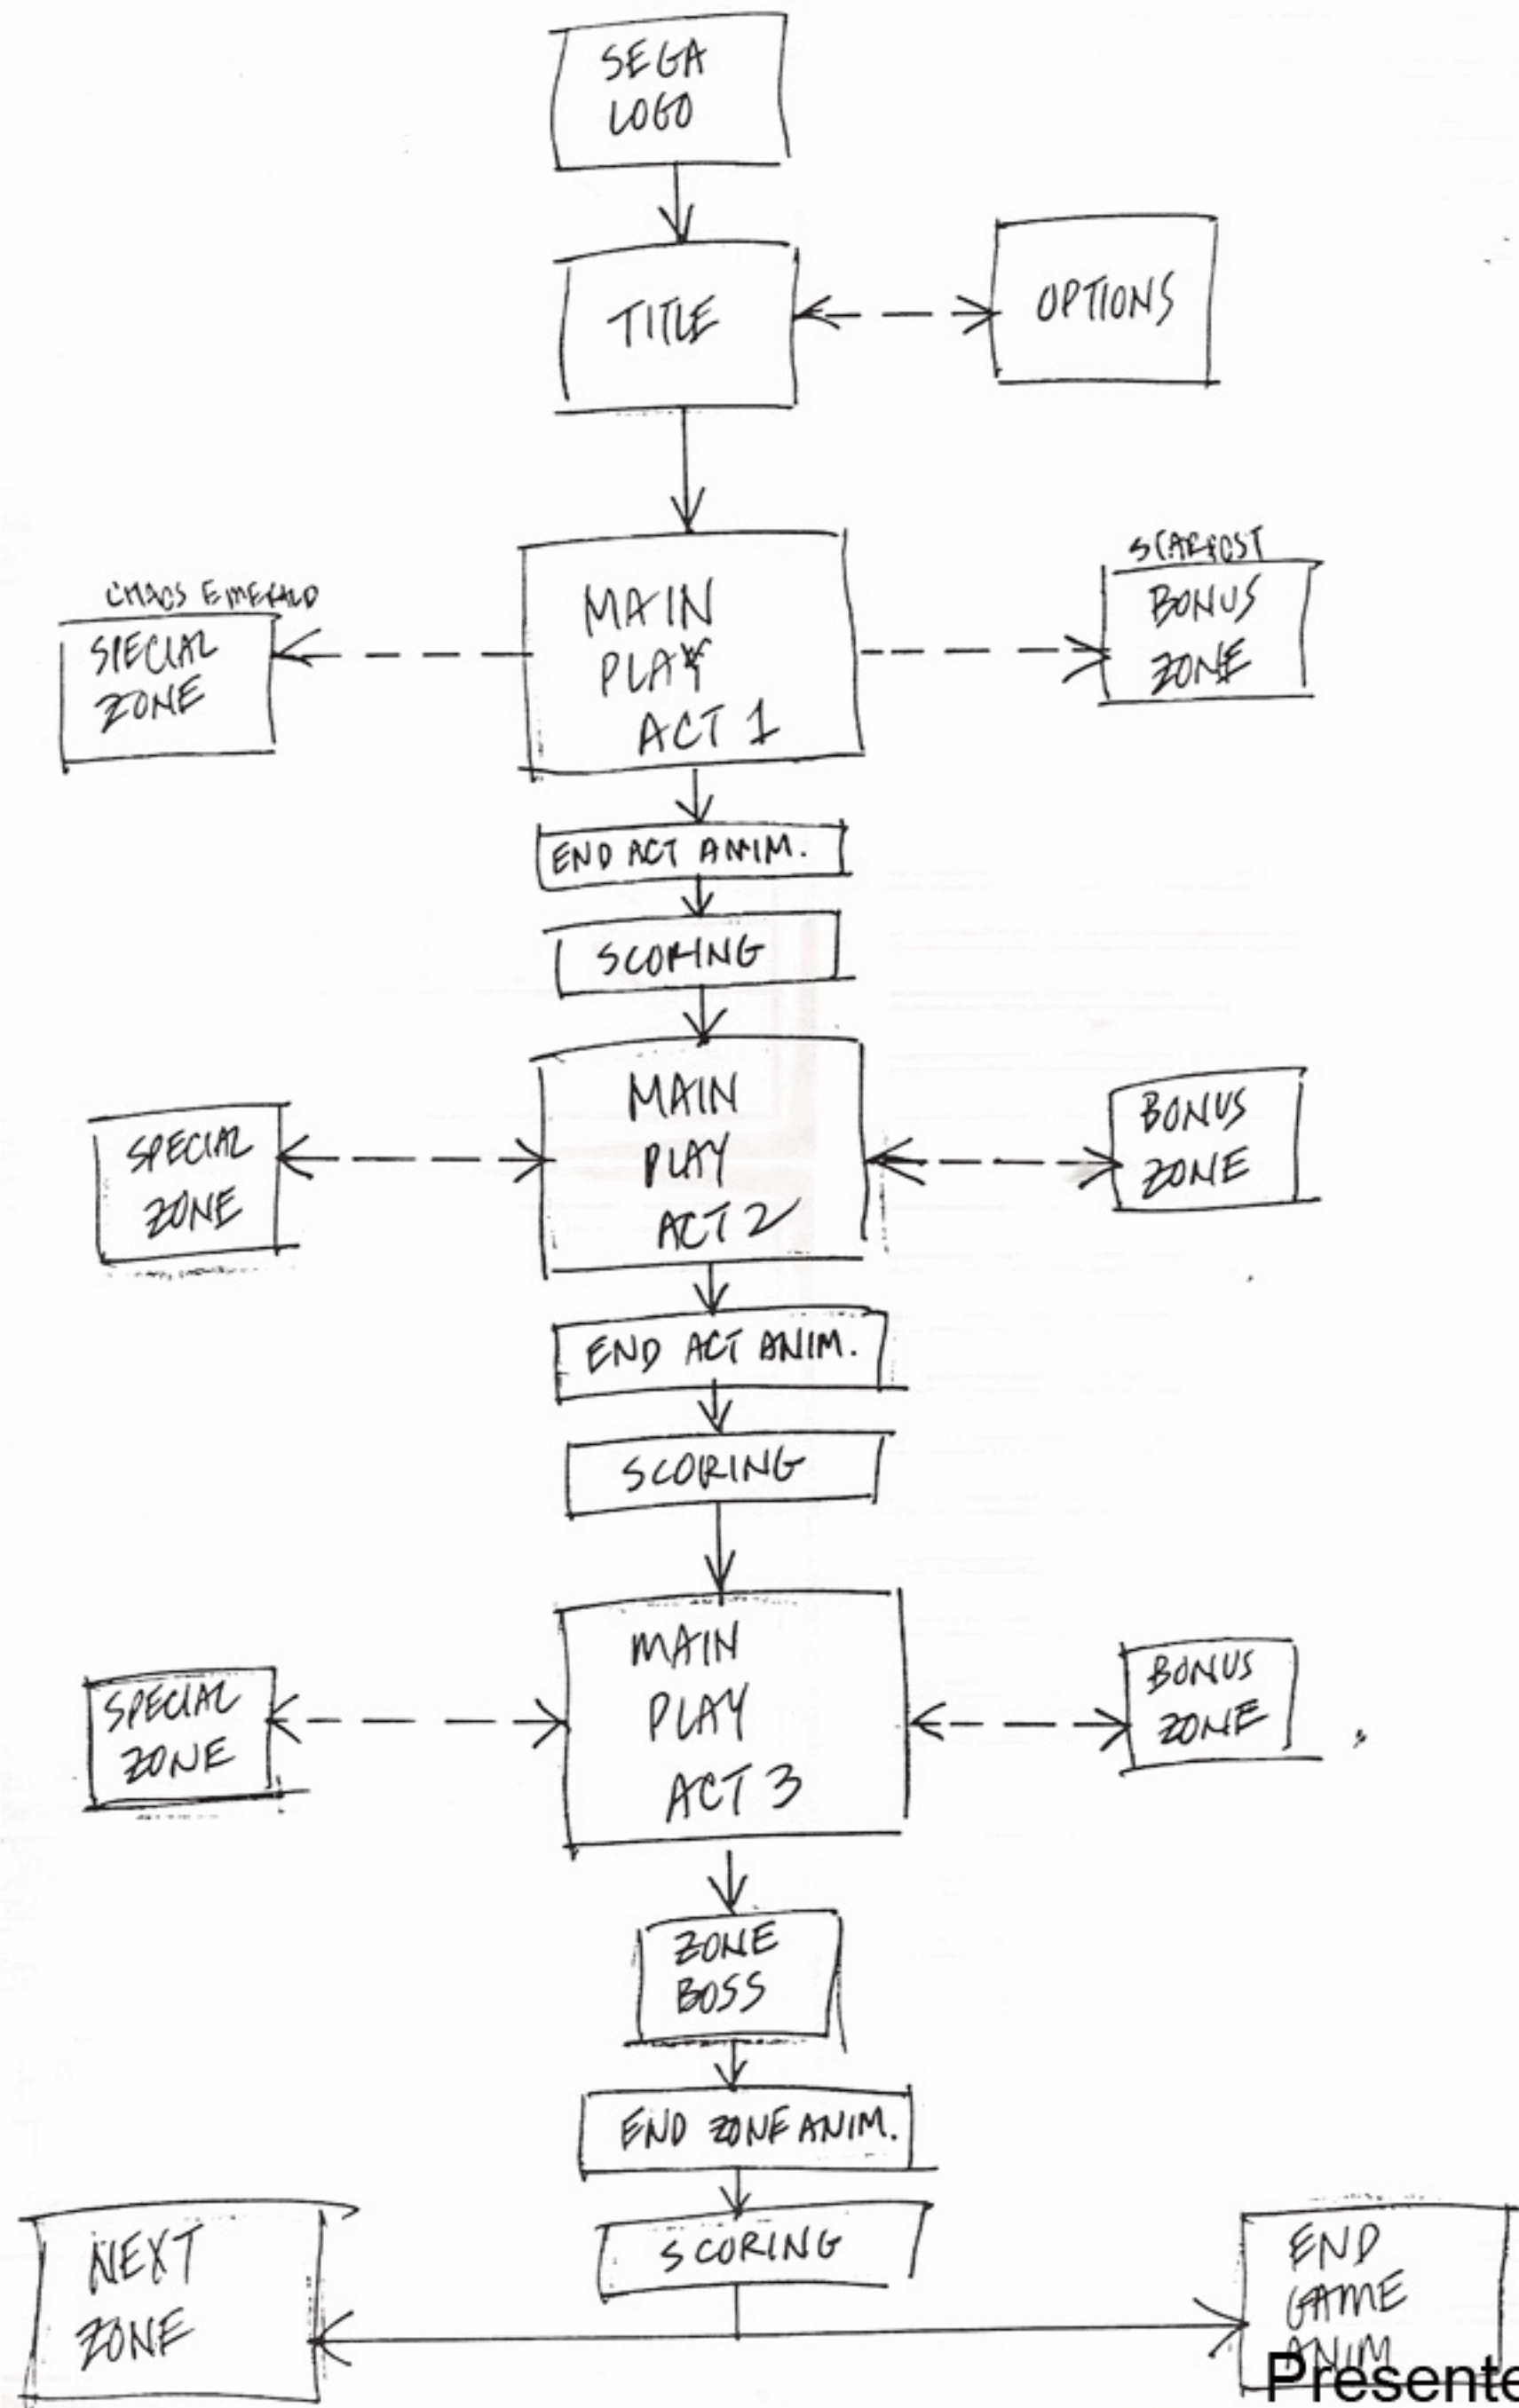 SEGA
LOGO
TITLE
OPTIONS
CHAOS EMERALD
SPECIAL
ZONE
MAIN
PLAY
ACT 1
STARPOST
BONUS
ZONE
END ACT ANIM.
SCORING
SPECIAL
ZONE
MAIN
PLAY
ACT 2
BONUS
ZONE
END ACT ANIM.
SCORING
SPECIAL
ZONE
MAIN
PLAY
ACT 3
BONUS
ZONE
ZONE
BOSS
END ZONE ANIM.
SCORING
NEXT
ZONE
END
GAME
ANIM
Presente